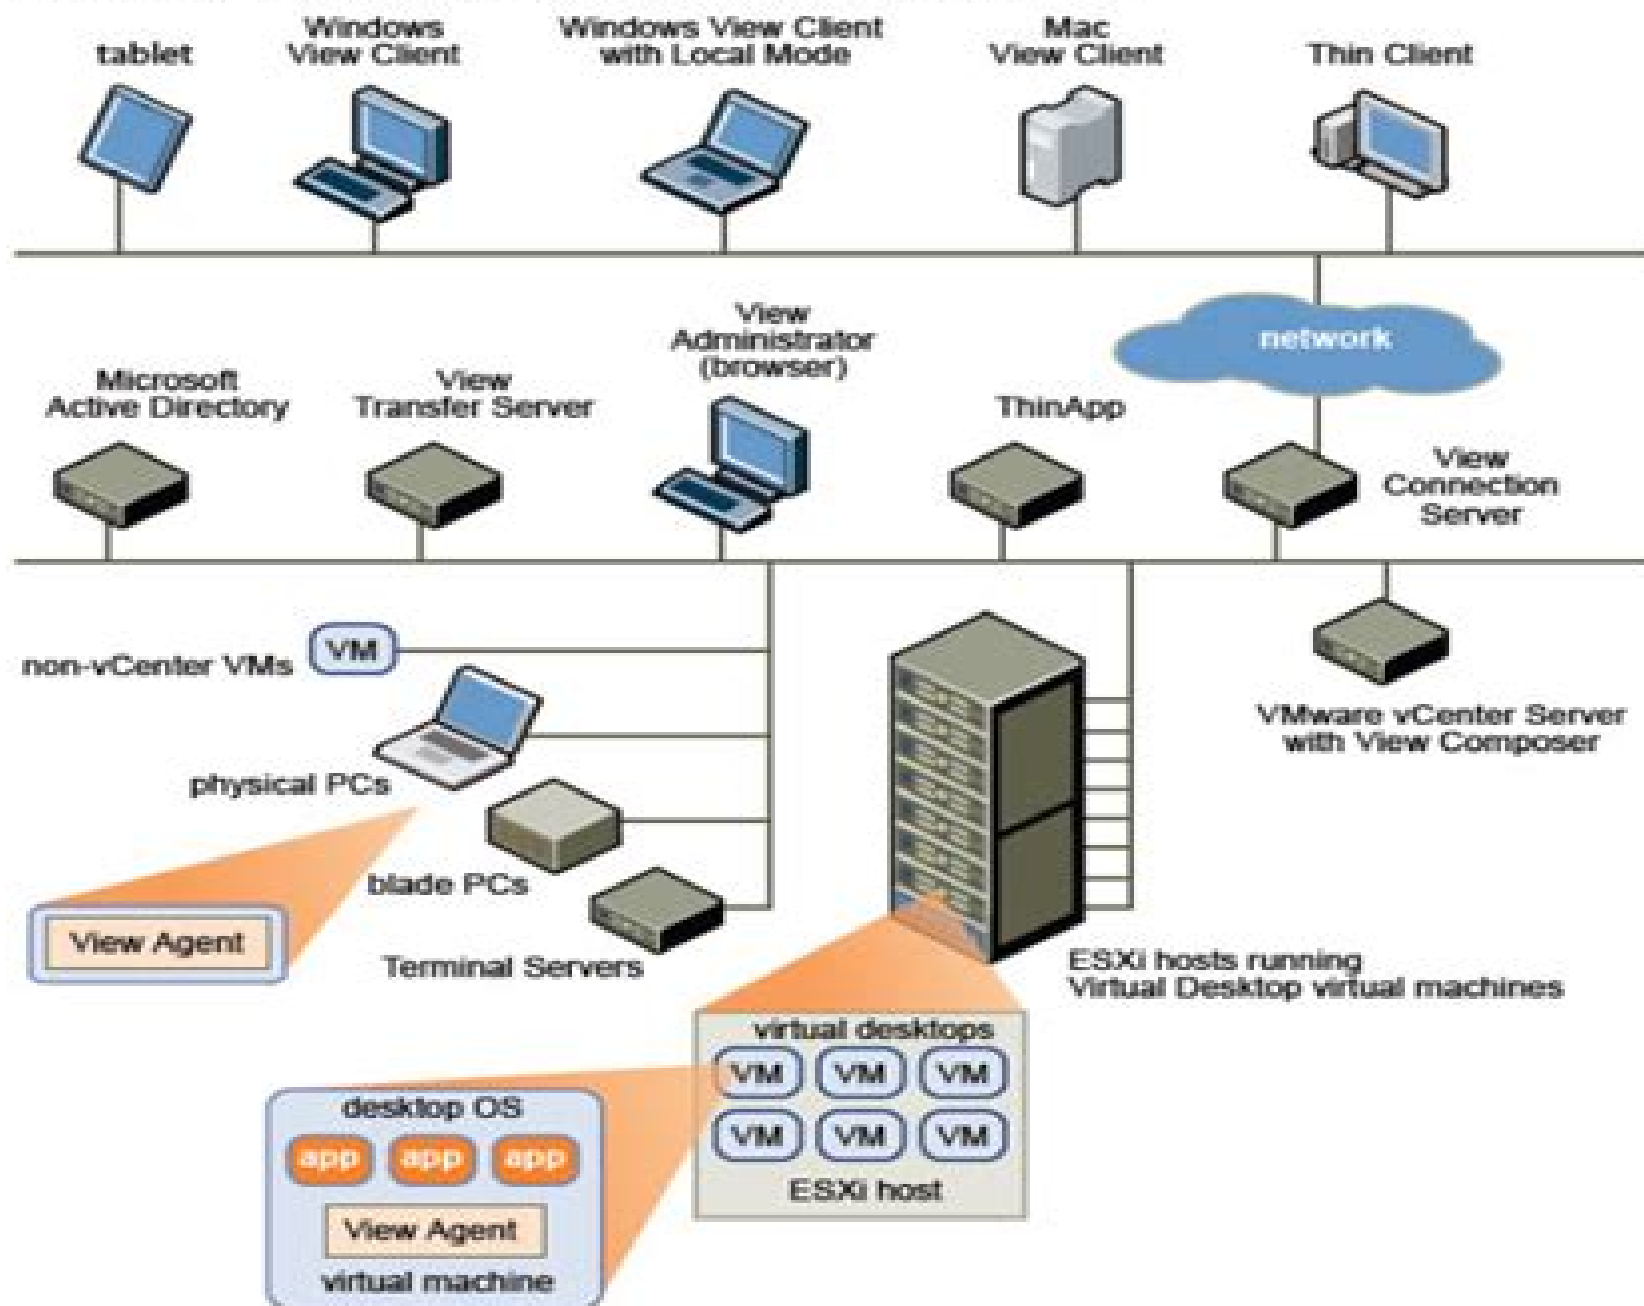 tablet
Windows
View Client
Windows View Client
with Local Mode
Mac
View Client
Thin Client
network
View
Administrator
(browser)
Microsoft
Active Directory
View
Transfer Server
ThinApp
View
Connection
Server
VM
non-vCenter VMs
physical PCs
blade PCs
View Agent
Terminal Servers
VMware vCenter Server
with View Composer
ESXi hosts running
Virtual Desktop virtual machines
virtual desktops
VM VM VM
VM VM VM
ESXi host
desktop OS
app app app
View Agent
virtual machine